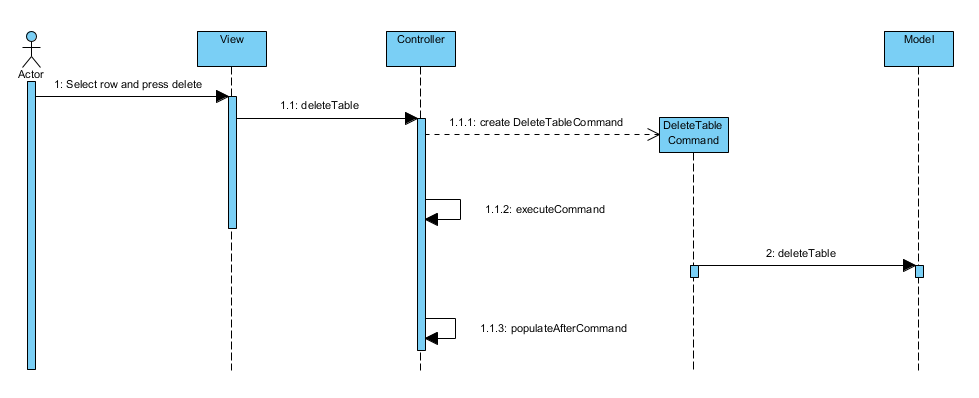 View
Controller
Model
Actor
1: Select row and press delete
1.1: deleteTable
1.1.1: create DeleteTableCommand
DeleteTable
Command
1.1.2: executeCommand
2: deleteTable
1.1.3: populateAfterCommand